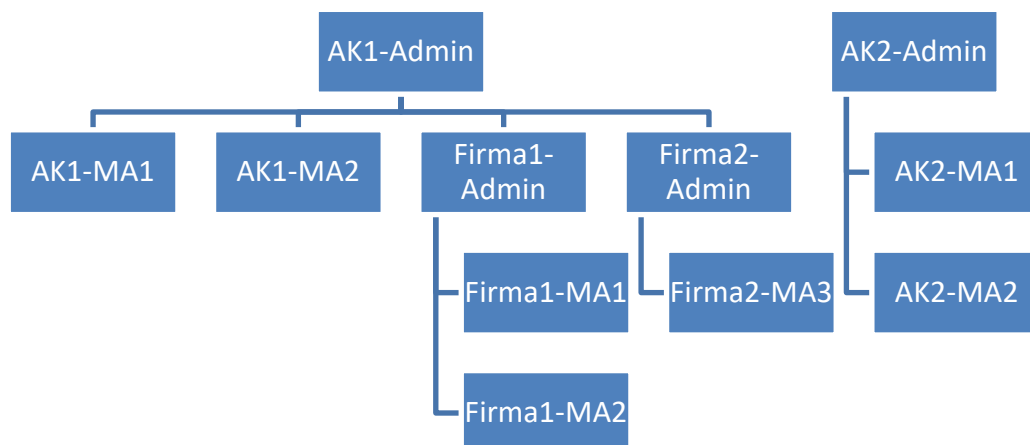 AK1-Admin
AK2-Admin
AK1-MA1
AK1-MA2
Firma1-
Admin
Firma2-
Admin
AK2-MA1
Firma1-MA1
Firma2-MA3
AK2-MA2
Firma1-MA2